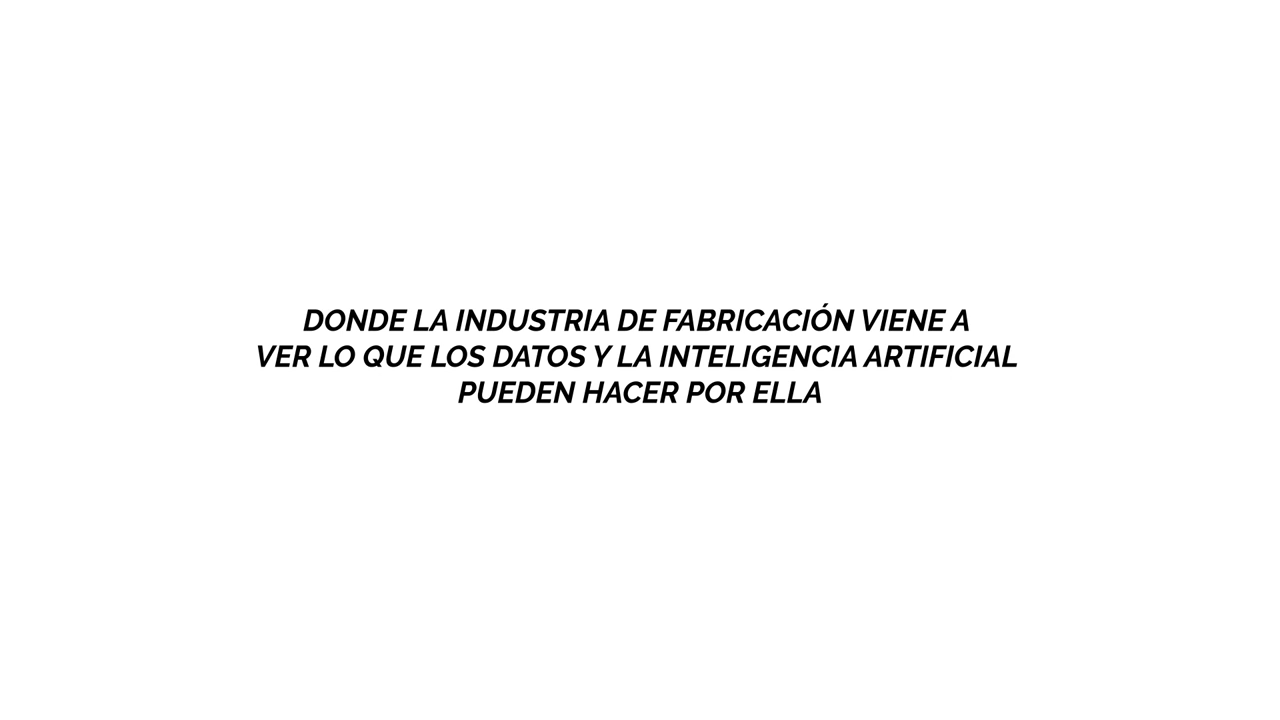 DONDE LA INDUSTRIA DE FABRICACIÓN VIENE A
VER LO QUE LOS DATOS Y LA INTELIGENCIA ARTIFICIAL
PUEDEN HACER POR ELLA